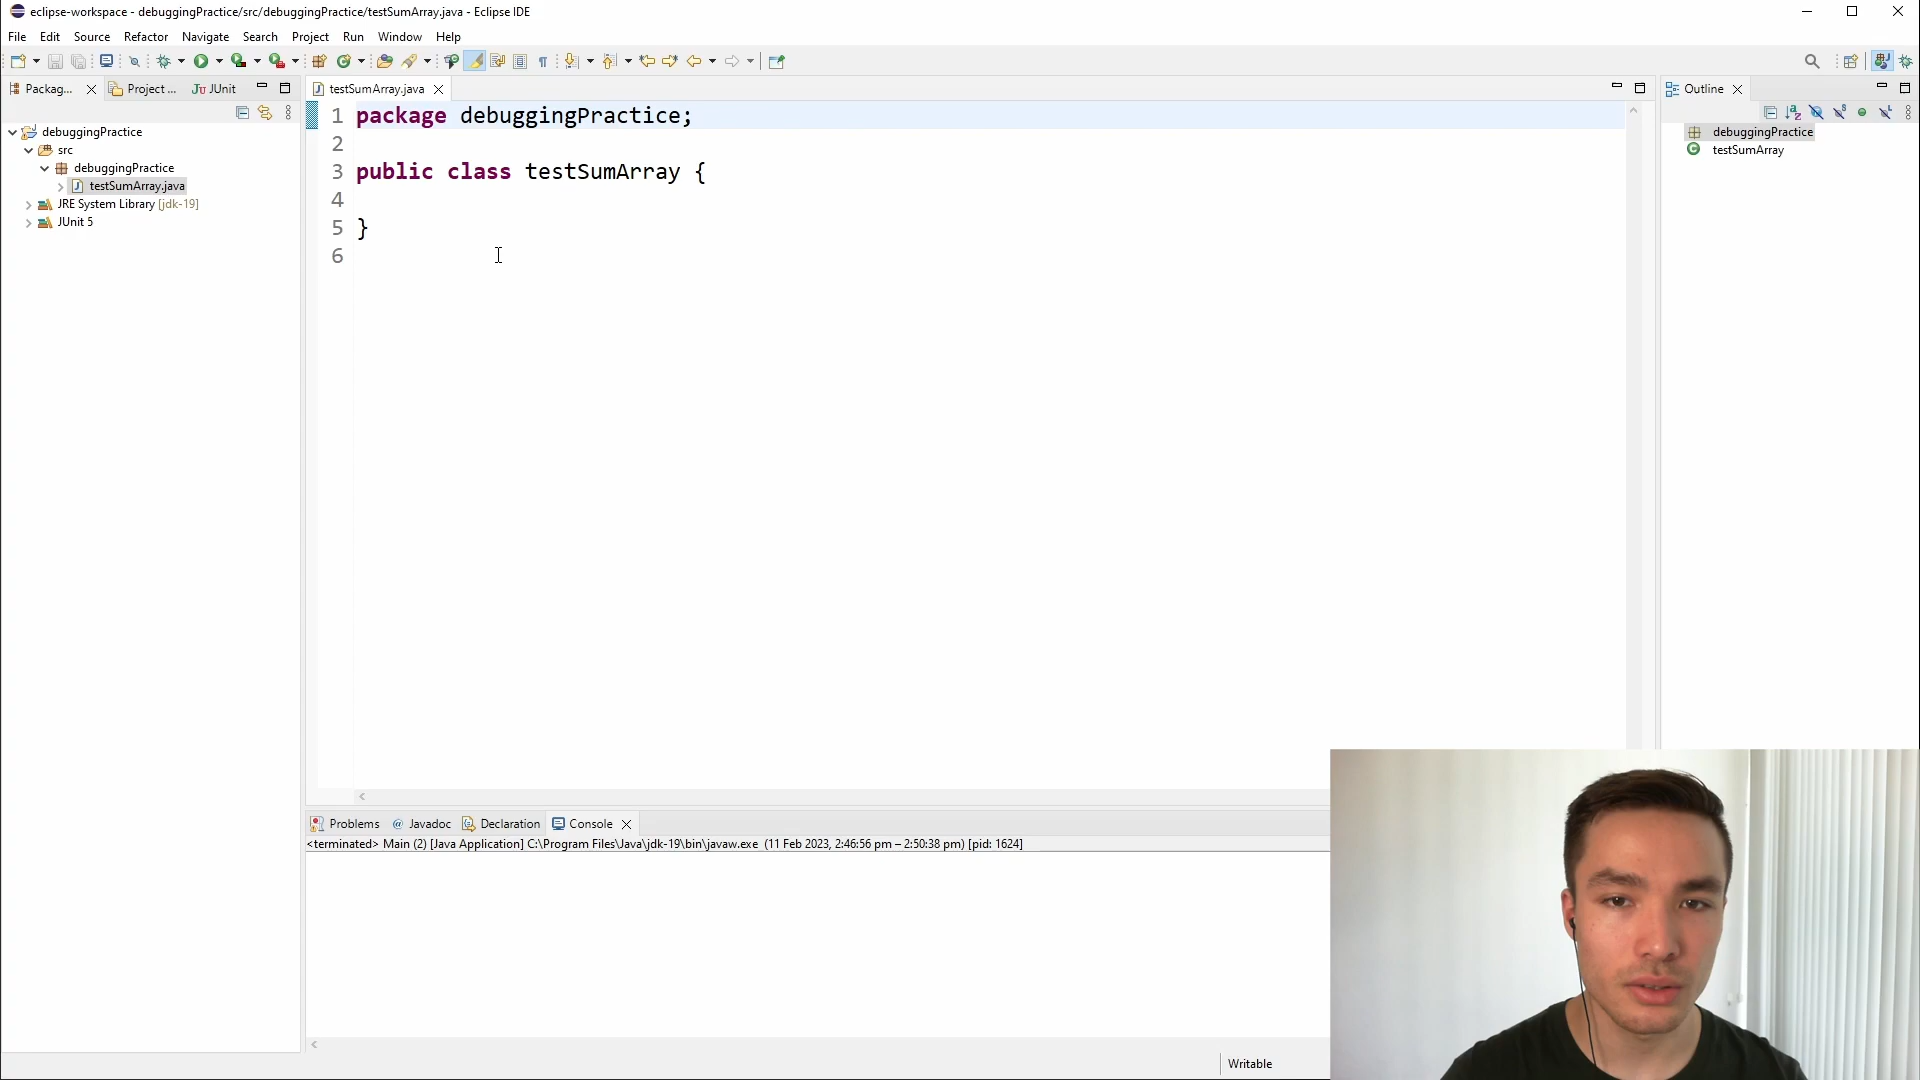 eclipse-workspace - debuggingPractice/src/debuggingPractice/testSumArray.java - Eclipse IDE
File Edit Source Refactor Navigate Search Project Run Window Help
Packag... Project ... JUnit
testSumArray.java
Outline
debuggingPractice
src
debuggingPractice
testSumArray.java
JRE System Library [jdk-19]
JUnit 5
1 package debuggingPractice;
2
3 public class testSumArray {
4
5 }
6
debuggingPractice
testSumArray
Problems Javadoc Declaration Console
<terminated> Main (2) [Java Application] C:\Program Files\Java\jdk-19\bin\javaw.exe (11 Feb 2023, 2:46:56 pm – 2:50:38 pm) [pid: 1624]
Writable